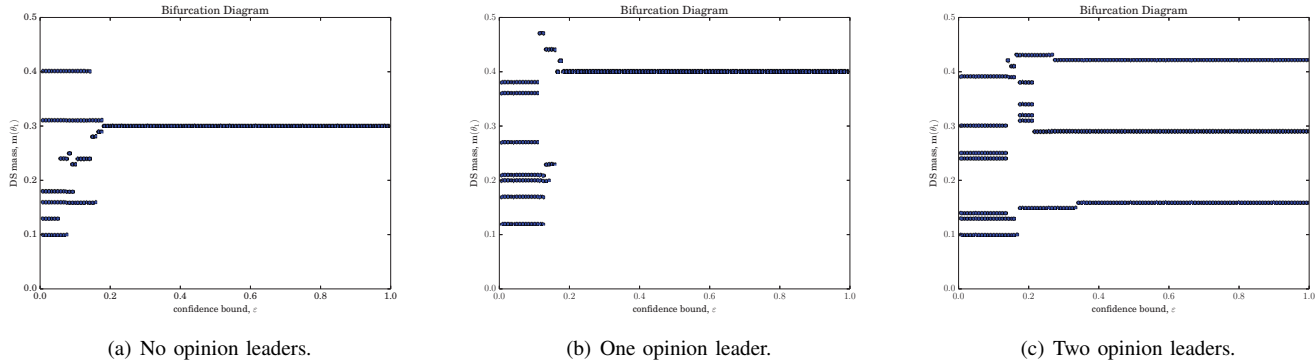 Bifurcation Diagram
0.5
0.4
0.3
0.2
0.1
0.0
DS mass, m(θ₁)
0.0 0.2 0.4 0.6 0.8 1.0
confidence bound, ε
(a) No opinion leaders.
Bifurcation Diagram
0.5
0.4
0.3
0.2
0.1
0.0
DS mass, m(θ₁)
0.0 0.2 0.4 0.6 0.8 1.0
confidence bound, ε
(b) One opinion leader.
Bifurcation Diagram
0.5
0.4
0.3
0.2
0.1
0.0
DS mass, m(θ₁)
0.0 0.2 0.4 0.6 0.8 1.0
confidence bound, ε
(c) Two opinion leaders.